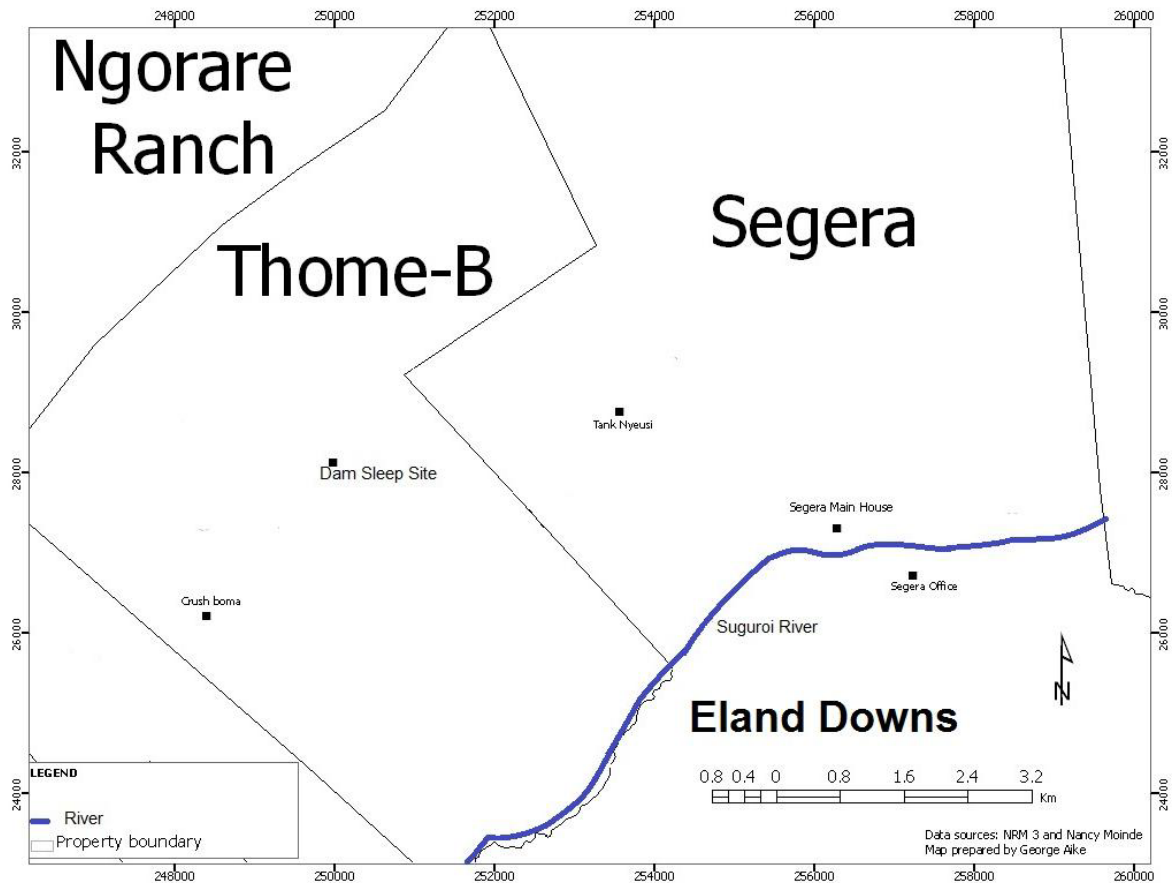 248000 250000 252000 254000 256000 258000 260000
Ngorare
Ranch
32000 32000
Segera
Thome-B
30000 30000
Tank Nyeusi
Dam Sleep Site
28000 28000
Segera Main House
Segera Office
Crush boma
Suguroi River
26000 26000
N
Eland Downs
LEGEND
River
Property boundary
0.8 0.4 0 0.8 1.6 2.4 3.2
Km
24000 24000
Data sources: NRM 3 and Nancy Moinde
Map prepared by George Aike
248000 250000 252000 254000 256000 258000 260000